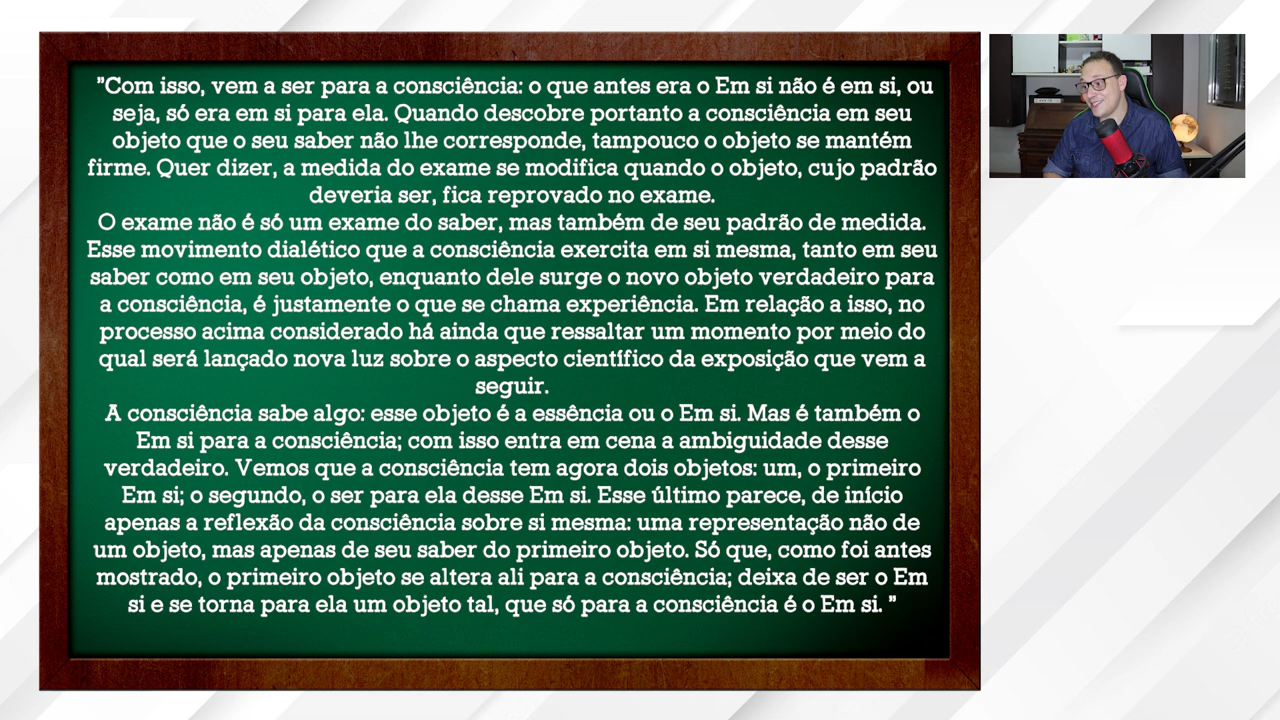 "Com isso, vem a ser para a consciência: o que antes era o Em si não é em si, ou
seja, só era em si para ela. Quando descobre portanto a consciência em seu
objeto que o seu saber não lhe corresponde, tampouco o objeto se mantém
firme. Quer dizer, a medida do exame se modifica quando o objeto, cujo padrão
deveria ser, fica reprovado no exame.
O exame não é só um exame do saber, mas também de seu padrão de medida.
Esse movimento dialético que a consciência exercita em si mesma, tanto em seu
saber como em seu objeto, enquanto dele surge o novo objeto verdadeiro para
a consciência, é justamente o que se chama experiência. Em relação a isso, no
processo acima considerado há ainda que ressaltar um momento por meio do
qual será lançado nova luz sobre o aspecto científico da exposição que vem a
seguir.
A consciência sabe algo: esse objeto é a essência ou o Em si. Mas é também o
Em si para a consciência; com isso entra em cena a ambiguidade desse
verdadeiro. Vemos que a consciência tem agora dois objetos: um, o primeiro
Em si; o segundo, o ser para ela desse Em si. Esse último parece, de início
apenas a reflexão da consciência sobre si mesma: uma representação não de
um objeto, mas apenas de seu saber do primeiro objeto. Só que, como foi antes
mostrado, o primeiro objeto se altera ali para a consciência; deixa de ser o Em
si e se torna para ela um objeto tal, que só para a consciência é o Em si. "